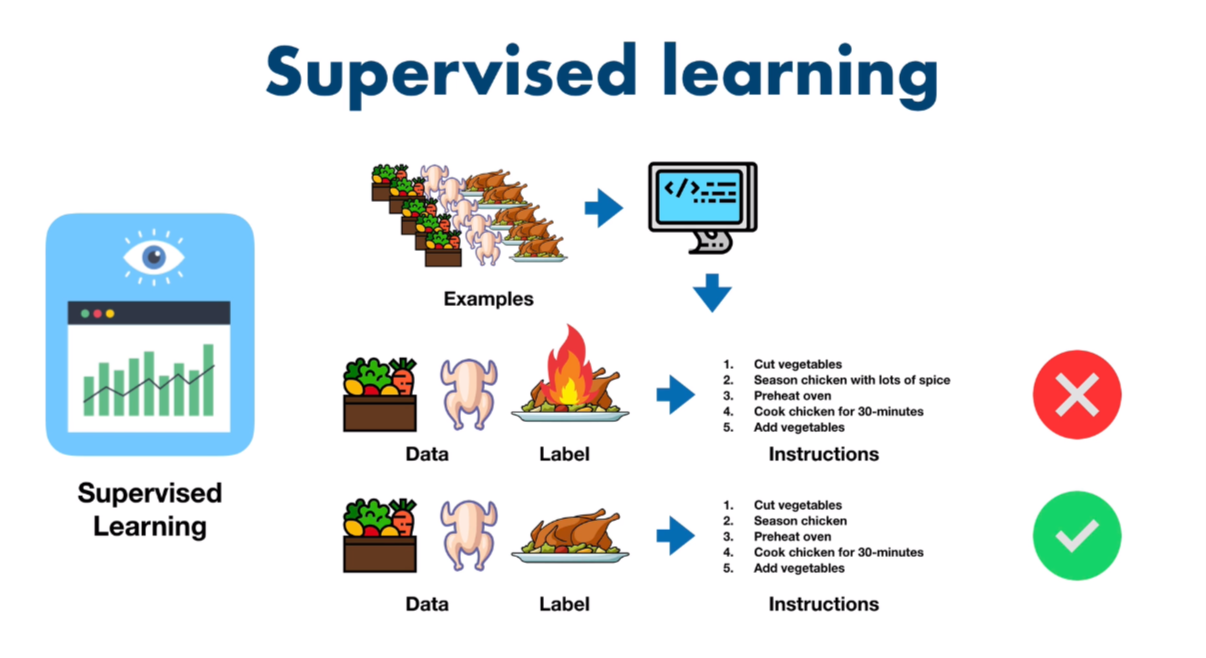 Supervised learning
</>
Examples
Supervised
Learning
1. Cut vegetables
2. Season chicken with lots of spice
3. Preheat oven
4. Cook chicken for 30-minutes
5. Add vegetables
Data
Label
Instructions
1. Cut vegetables
2. Season chicken
3. Preheat oven
4. Cook chicken for 30-minutes
5. Add vegetables
Data
Label
Instructions